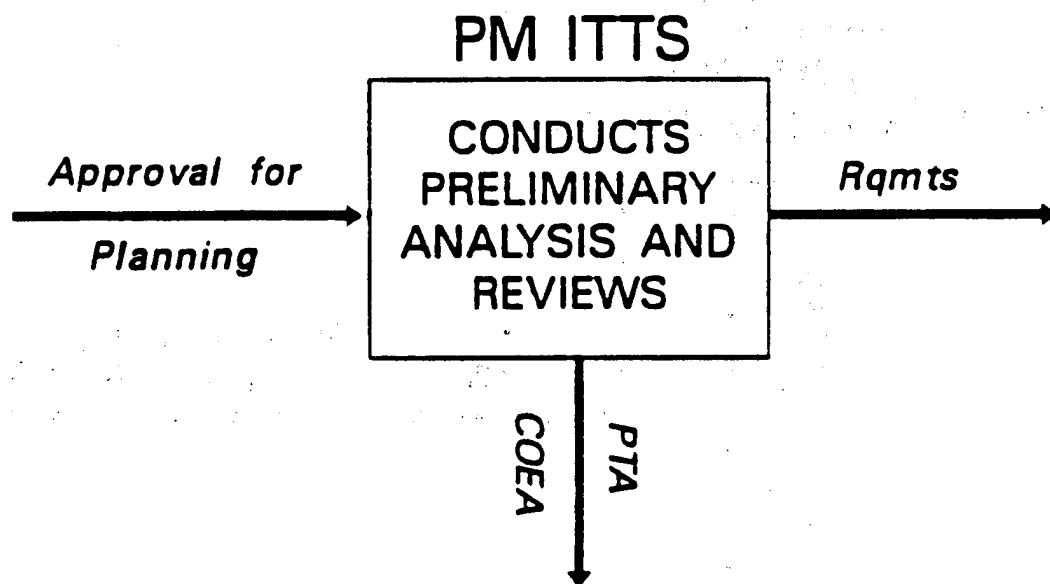 PM ITTS
CONDUCTS
PRELIMINARY
ANALYSIS AND
REVIEWS
Approval for
Planning
Rqmts
COEA
PTA